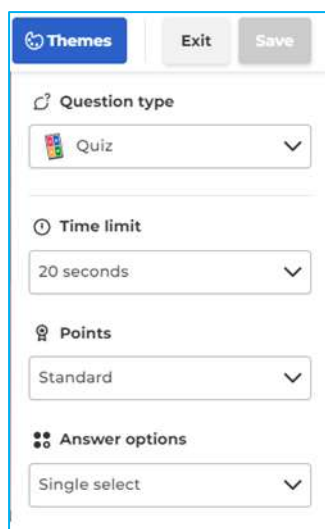 Themes Exit Save
Question type
Quiz
Time limit
20 seconds
Points
Standard
Answer options
Single select